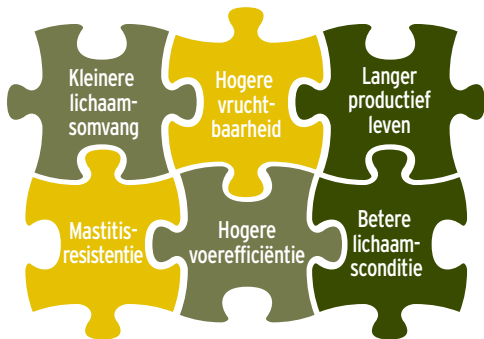 Kleinere
lichaam-
somvang
Hogere
vrucht-
baarheid
Langer
productief
leven
Mastitis-
resistentie
Hogere
voerefficiëntie
Betere
lichaam-
sconditie